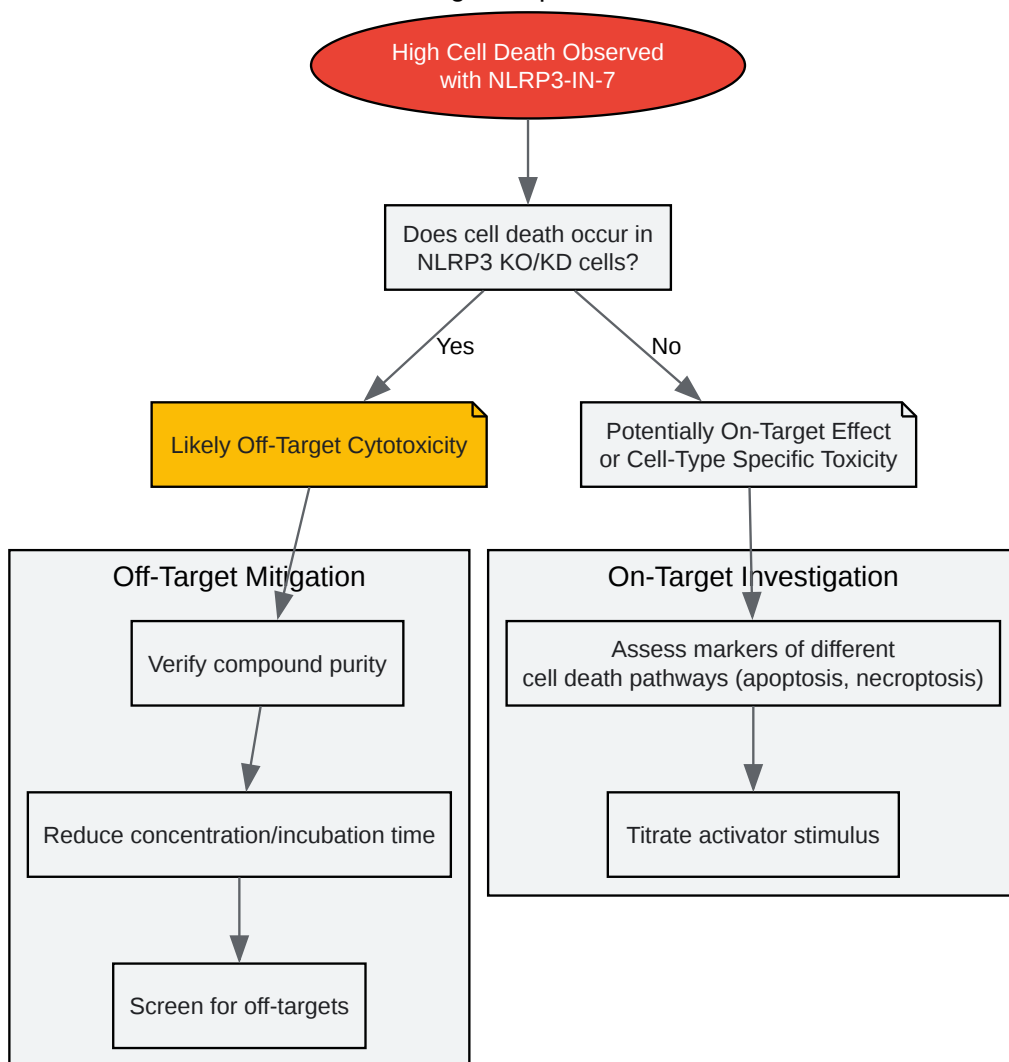 High Cell Death Observed
with NLRP3-IN-7
Does cell death occur in
NLRP3 KO/KD cells?
Yes
No
Likely Off-Target Cytotoxicity
Potentially On-Target Effect
or Cell-Type Specific Toxicity
Off-Target Mitigation
Verify compound purity
Reduce concentration/incubation time
Screen for off-targets
On-Target Investigation
Assess markers of different
cell death pathways (apoptosis, necroptosis)
Titrate activator stimulus